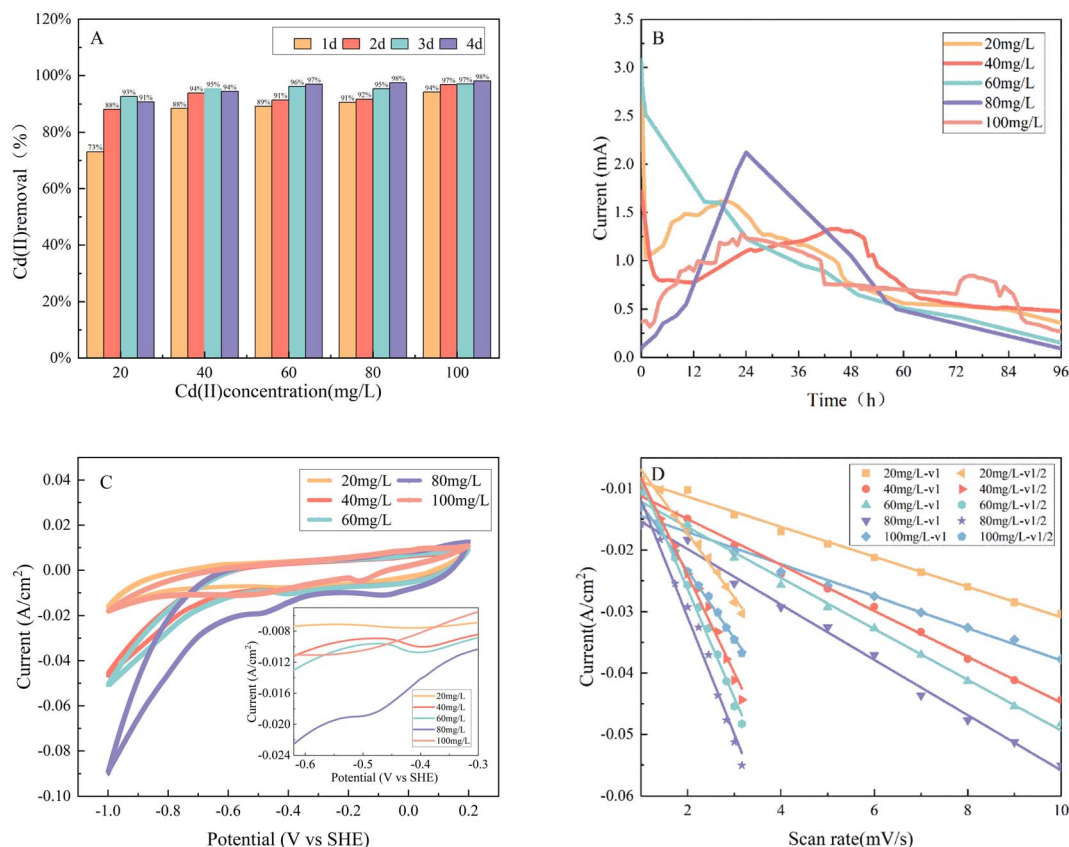 A
1d 2d 3d 4d
120%
100%
80%
60%
40%
20%
0%
73% 88% 93% 91% 88% 94% 95% 94% 89% 91% 96% 97% 91% 92% 95% 98% 94% 97% 97% 98%
20 40 60 80 100
Cd(II)concentration(mg/L)
Cd(II)removal（%）
B
20mg/L
40mg/L
60mg/L
80mg/L
100mg/L
3.5
3.0
2.5
2.0
1.5
1.0
0.5
0.0
0 12 24 36 48 60 72 84 96
Time（h）
Current (mA)
C
20mg/L 80mg/L
40mg/L 100mg/L
60mg/L
0.04
0.02
0.00
-0.02
-0.04
-0.06
-0.08
-0.10
-1.0 -0.8 -0.6 -0.4 -0.2 0.0 0.2
Potential (V vs SHE)
Current (A/cm²)
-0.008
-0.012
-0.016
-0.020
-0.024
20mg/L
40mg/L
60mg/L
80mg/L
100mg/L
-0.6 -0.5 -0.4 -0.3
Potential (V vs SHE)
Current (A/cm²)
D
20mg/L-v1 20mg/L-v1/2
40mg/L-v1 40mg/L-v1/2
60mg/L-v1 60mg/L-v1/2
80mg/L-v1 80mg/L-v1/2
100mg/L-v1 100mg/L-v1/2
-0.01
-0.02
-0.03
-0.04
-0.05
-0.06
2 4 6 8 10
Scan rate(mV/s)
Current(A/cm²)